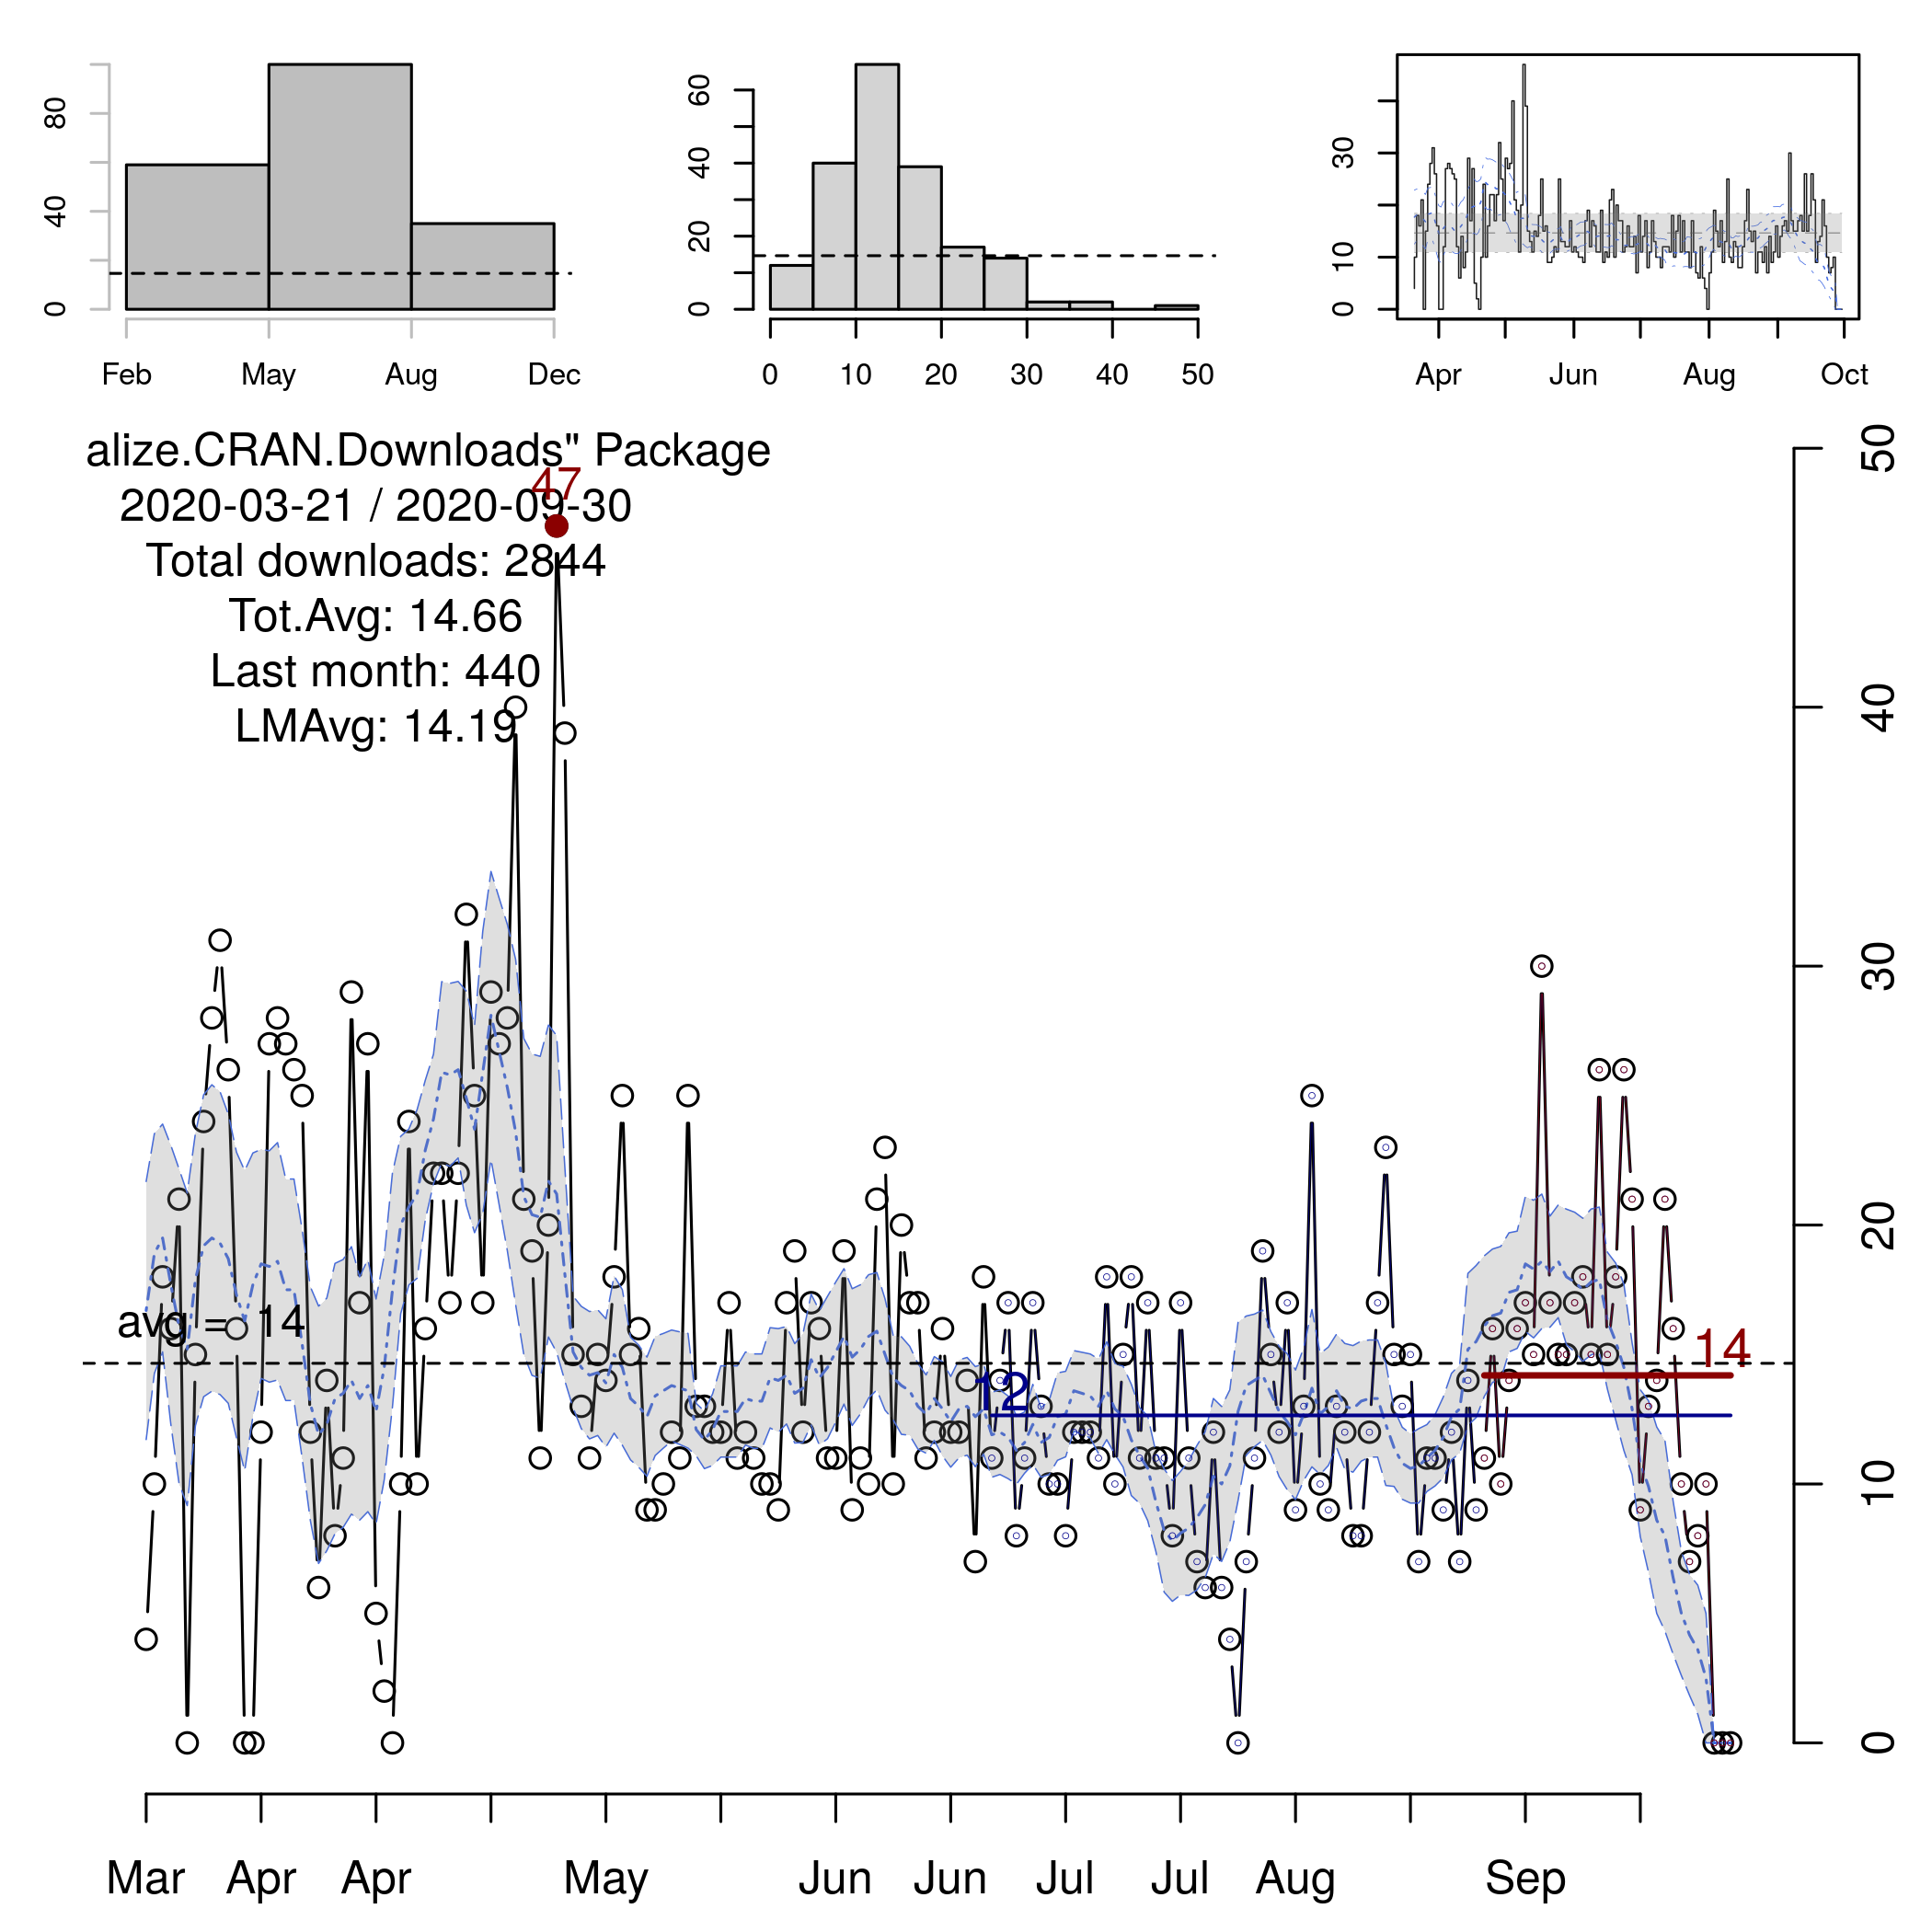 80
40
0
Feb May Aug Dec
60
40
20
0
0 10 20 30 40 50
30
10
0
Apr Jun Aug Oct
alize.CRAN.Downloads" Package
47
2020-03-21 / 2020-09-30
Total downloads: 2844
Tot.Avg: 14.66
Last month: 440
LMAvg: 14.19
avg = 14
12
14
50
40
30
20
10
0
Mar Apr Apr May Jun Jun Jul Jul Aug Sep